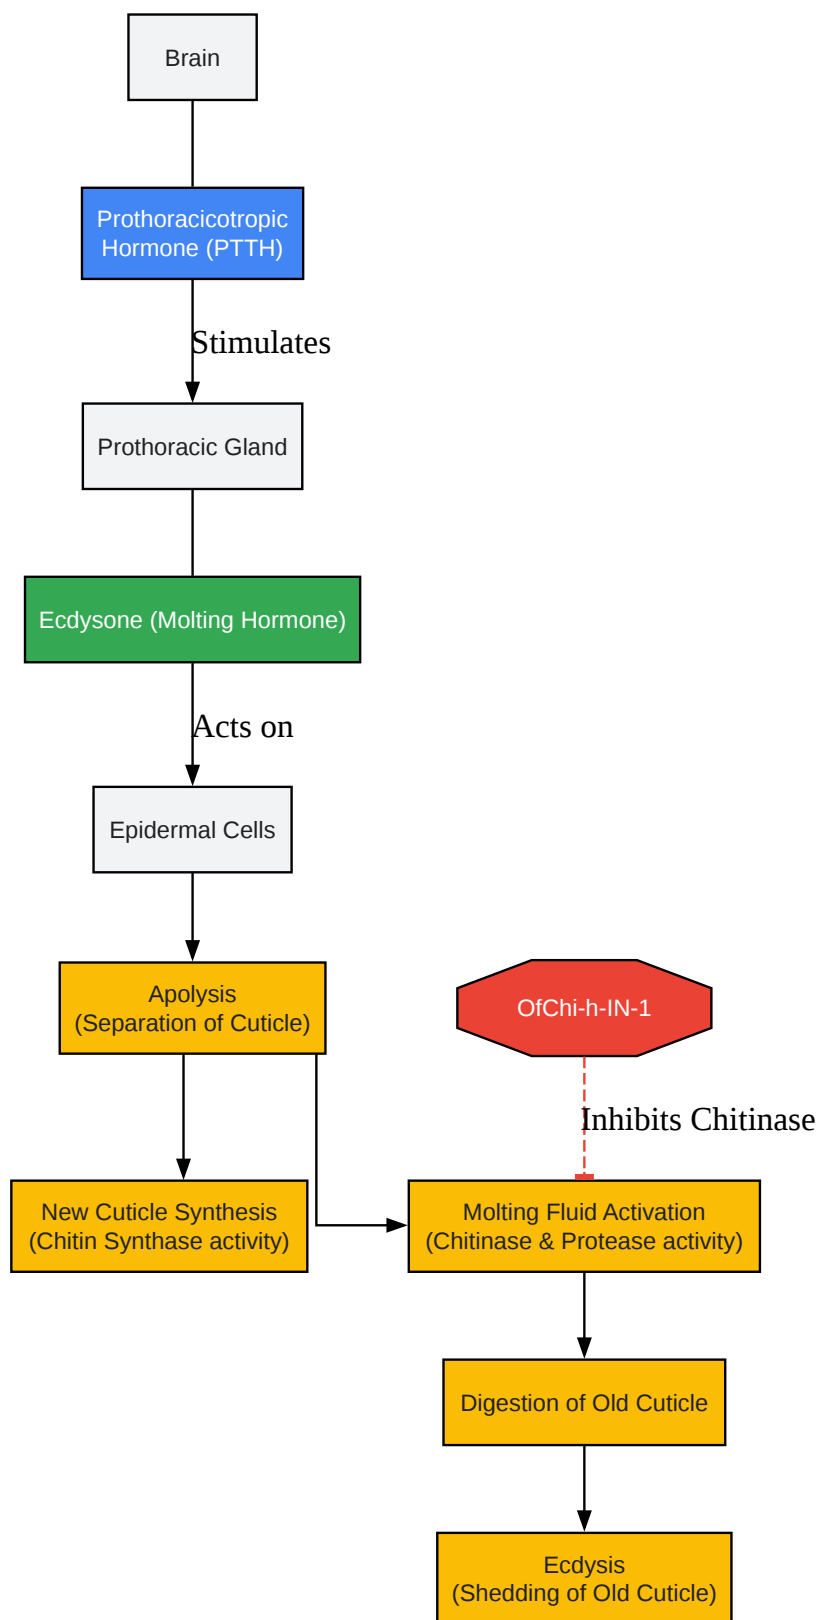 Brain
Prothoracicotropic
Hormone (PTTH)
Stimulates
Prothoracic Gland
Ecdysone (Molting Hormone)
Acts on
Epidermal Cells
Apolysis
(Separation of Cuticle)
OfChi-h-IN-1
Inhibits Chitinase
New Cuticle Synthesis
(Chitin Synthase activity)
Molting Fluid Activation
(Chitinase & Protease activity)
Digestion of Old Cuticle
Ecdysis
(Shedding of Old Cuticle)